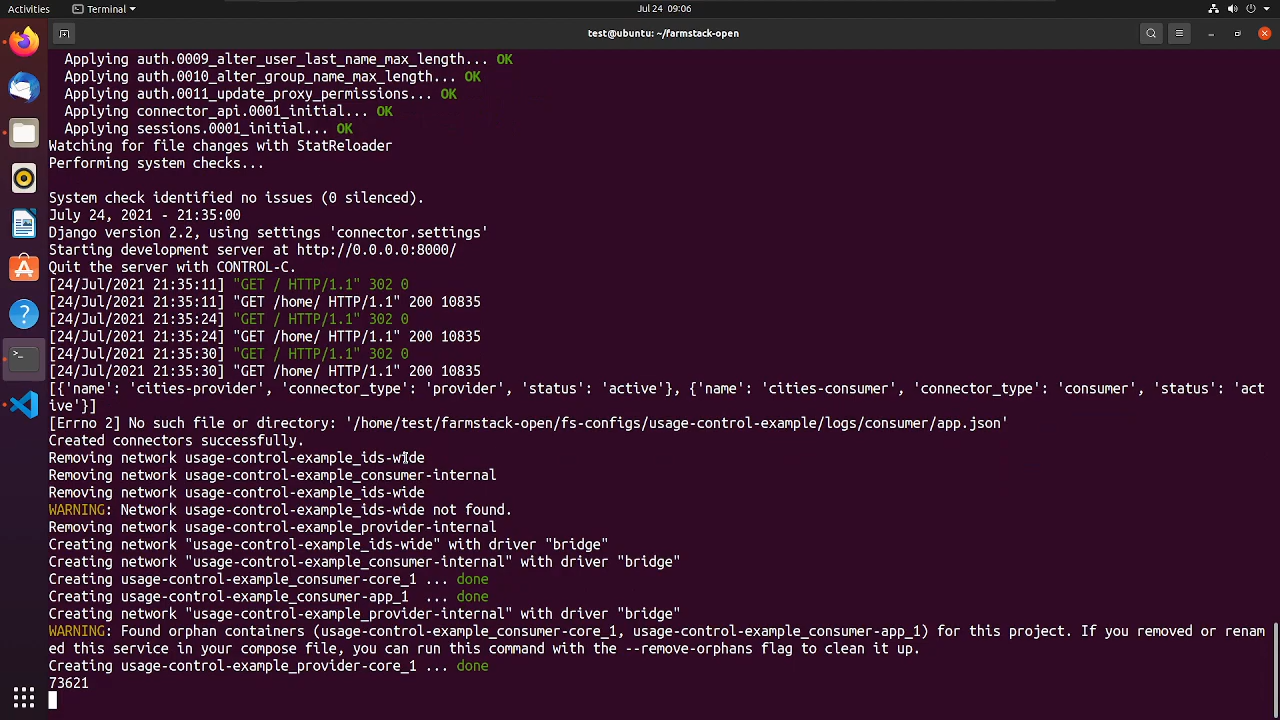 Activities
Terminal
Jul 24 09:06
test@ubuntu: ~/farmstack-open
Applying auth.0009_alter_user_last_name_max_length... OK
Applying auth.0010_alter_group_name_max_length... OK
Applying auth.0011_update_proxy_permissions... OK
Applying connector_api.0001_initial... OK
Applying sessions.0001_initial... OK
Watching for file changes with StatReloader
Performing system checks...
System check identified no issues (0 silenced).
July 24, 2021 - 21:35:00
Django version 2.2, using settings 'connector.settings'
Starting development server at http://0.0.0.0:8000/
Quit the server with CONTROL-C.
[24/Jul/2021 21:35:11] "GET / HTTP/1.1" 302 0
[24/Jul/2021 21:35:11] "GET /home/ HTTP/1.1" 200 10835
[24/Jul/2021 21:35:24] "GET / HTTP/1.1" 302 0
[24/Jul/2021 21:35:24] "GET /home/ HTTP/1.1" 200 10835
[24/Jul/2021 21:35:30] "GET / HTTP/1.1" 302 0
[24/Jul/2021 21:35:30] "GET /home/ HTTP/1.1" 200 10835
[{'name': 'cities-provider', 'connector_type': 'provider', 'status': 'active'}, {'name': 'cities-consumer', 'connector_type': 'consumer', 'status': 'act
ive'}]
[Errno 2] No such file or directory: '/home/test/farmstack-open/fs-configs/usage-control-example/logs/consumer/app.json'
Created connectors successfully.
Removing network usage-control-example_ids-wide
Removing network usage-control-example_consumer-internal
Removing network usage-control-example_ids-wide
WARNING: Network usage-control-example_ids-wide not found.
Removing network usage-control-example_provider-internal
Creating network "usage-control-example_ids-wide" with driver "bridge"
Creating network "usage-control-example_consumer-internal" with driver "bridge"
Creating usage-control-example_consumer-core_1 ... done
Creating usage-control-example_consumer-app_1  ... done
Creating network "usage-control-example_provider-internal" with driver "bridge"
WARNING: Found orphan containers (usage-control-example_consumer-core_1, usage-control-example_consumer-app_1) for this project. If you removed or renam
ed this service in your compose file, you can run this command with the --remove-orphans flag to clean it up.
Creating usage-control-example_provider-core_1 ... done
73621